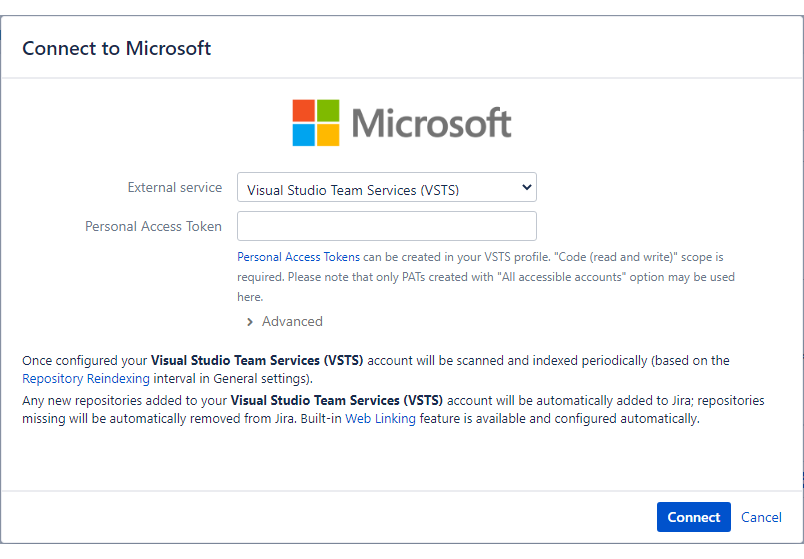 Connect to Microsoft
Microsoft
External service
Visual Studio Team Services (VSTS)
Personal Access Token
Personal Access Tokens can be created in your VSTS profile. "Code (read and write)" scope is
required. Please note that only PATs created with "All accessible accounts" option may be used
here.
Advanced
Once configured your Visual Studio Team Services (VSTS) account will be scanned and indexed periodically (based on the
Repository Reindexing interval in General settings).
Any new repositories added to your Visual Studio Team Services (VSTS) account will be automatically added to Jira; repositories
missing will be automatically removed from Jira. Built-in Web Linking feature is available and configured automatically.
Connect Cancel